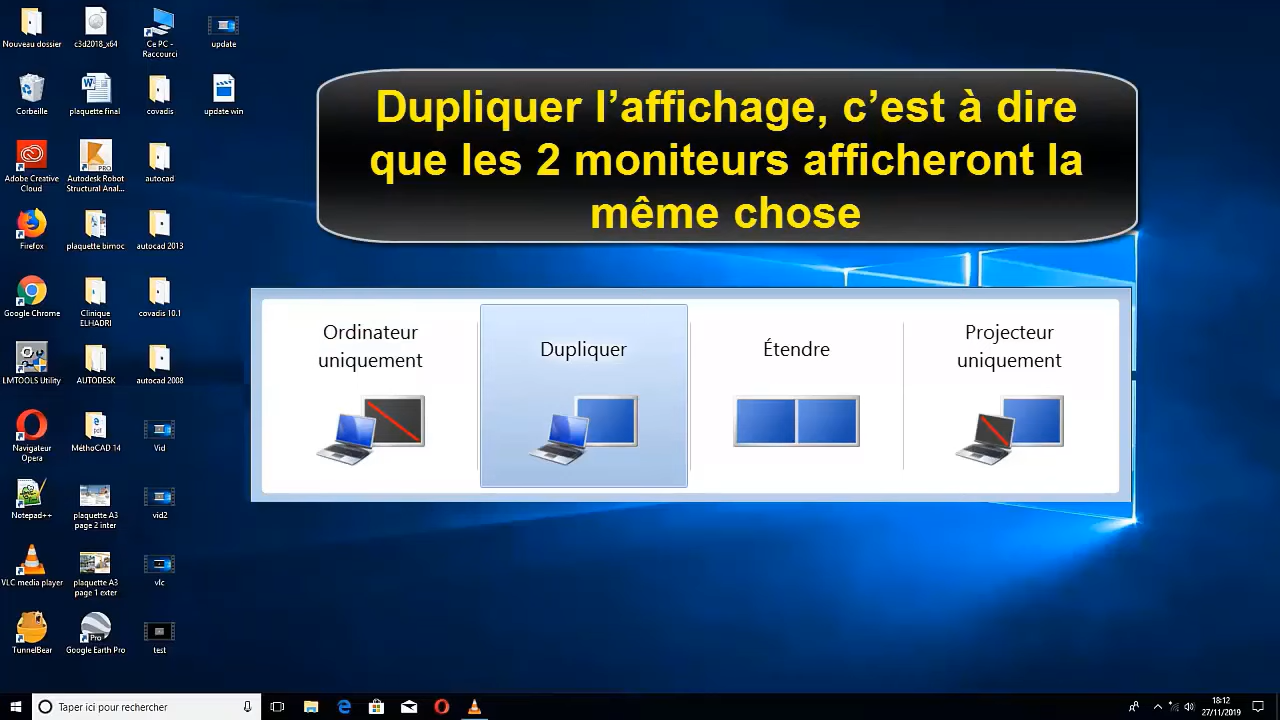 Nouveau dossier
c3d2018_x64
Ce PC -
Raccourci
update
Corbeille
plaquette final
covadis
update win
Adobe Creative
Cloud
Autodesk Robot
Structural Anal...
autocad
Firefox
plaquette bimoc
autocad 2013
Google Chrome
Clinique
ELHADRI
covadis 10.1
LMTOOLS Utility
AUTODESK
autocad 2008
Navigateur
Opera
MéthoCAD 14
Vid
Notepad++
plaquette A3
page 2 inter
vid2
VLC media player
plaquette A3
page 1 exter
vlc
TunnelBear
Google Earth Pro
test
Dupliquer l’affichage, c’est à dire
que les 2 moniteurs afficheront la
même chose
Ordinateur
uniquement
Dupliquer
Étendre
Projecteur
uniquement
Taper ici pour rechercher
18:12
27/11/2019